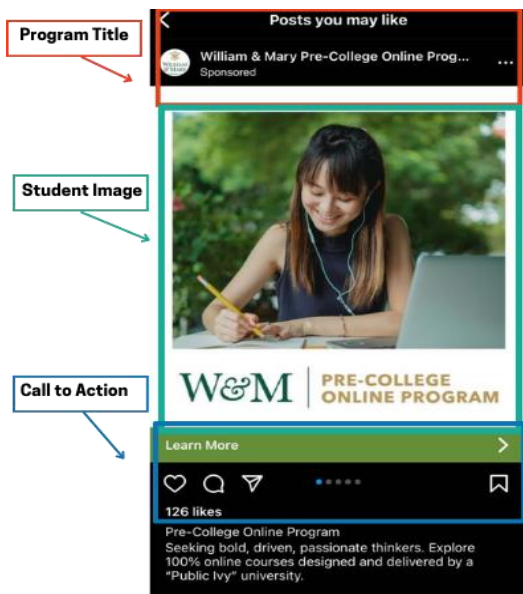 Program Title
Posts you may like
William & Mary Pre-College Online Prog...
Sponsored
Student Image
W&M PRE-COLLEGE
ONLINE PROGRAM
Call to Action
Learn More
126 likes
Pre-College Online Program
Seeking bold, driven, passionate thinkers. Explore
100% online courses designed and delivered by a
"Public Ivy" university.